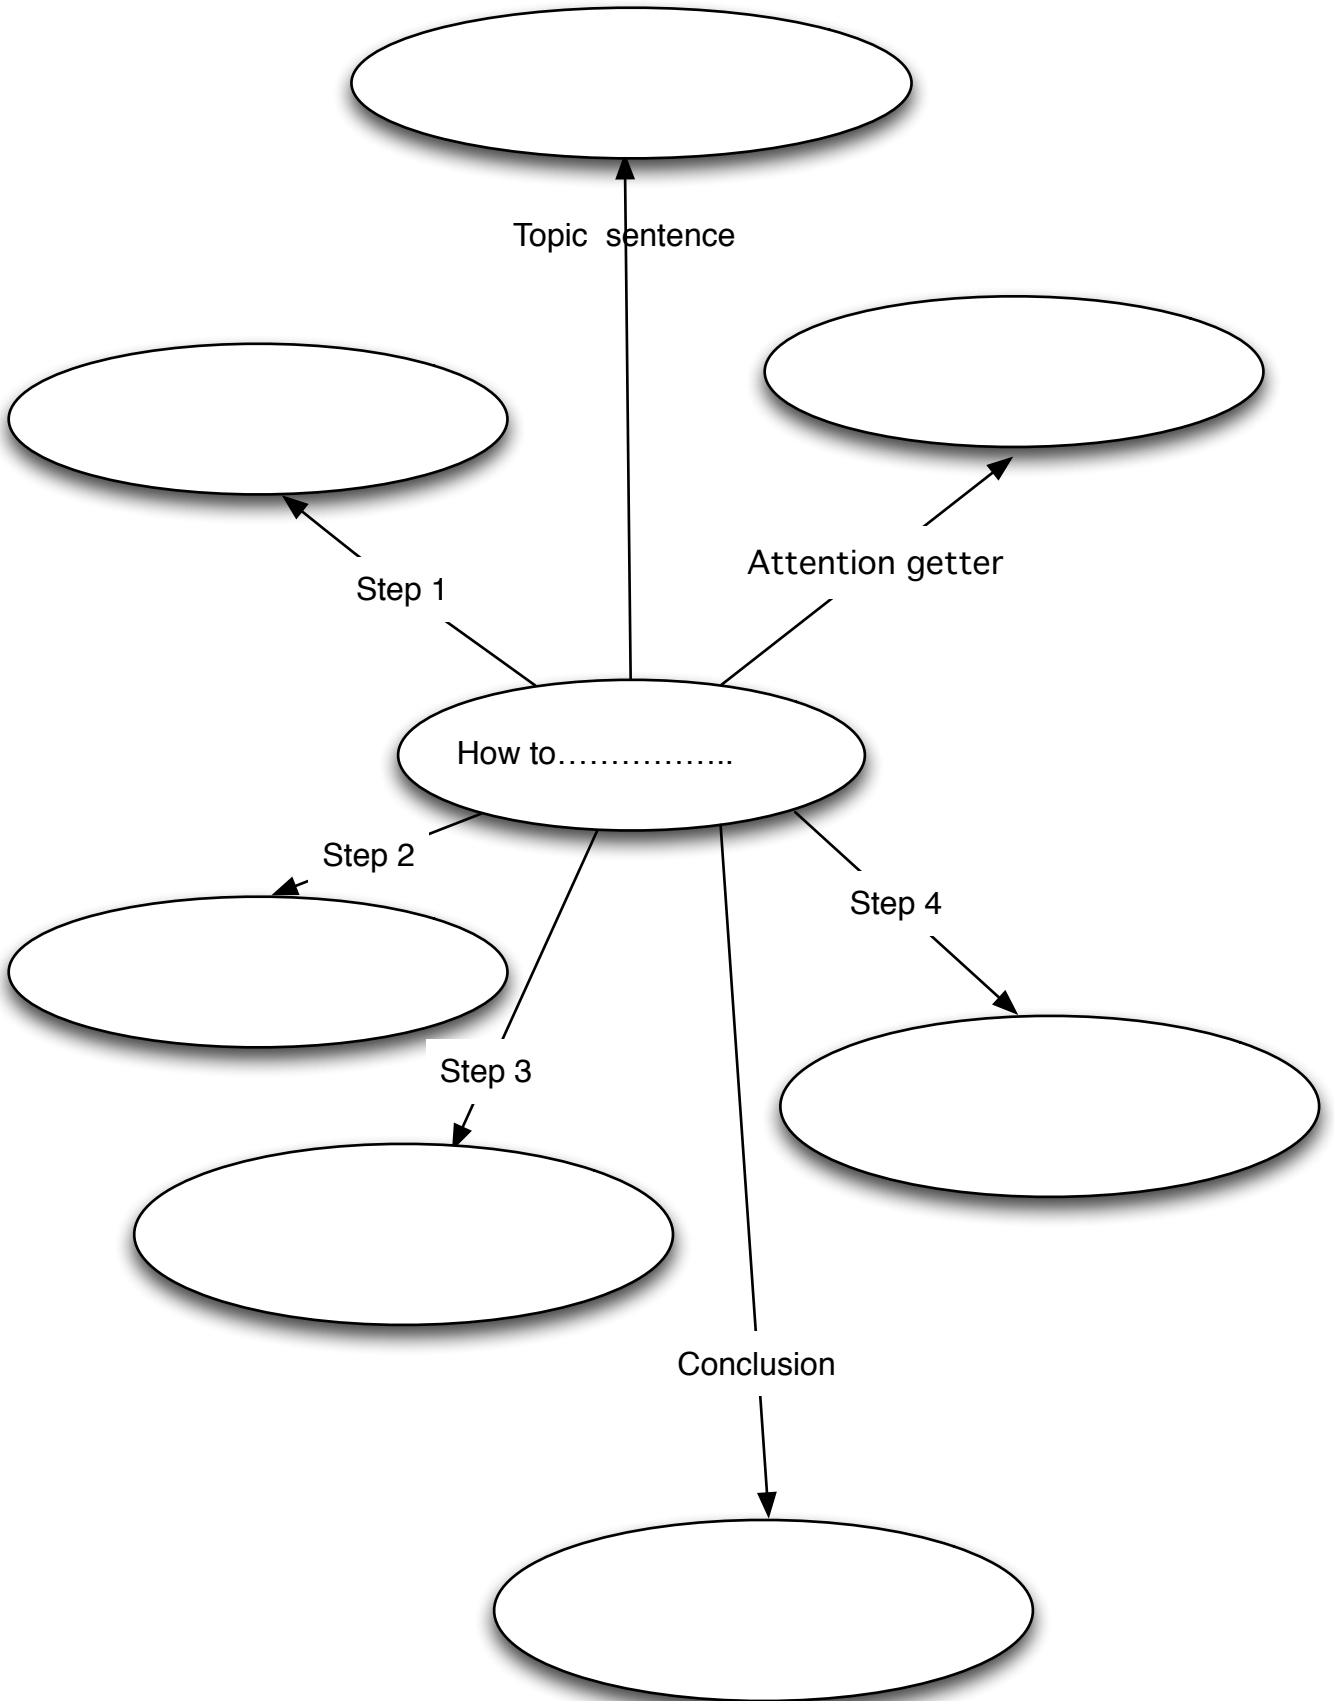 Topic  sentence
Attention getter
Step 1
How to……………..
Step 2
Step 4
Step 3
Conclusion